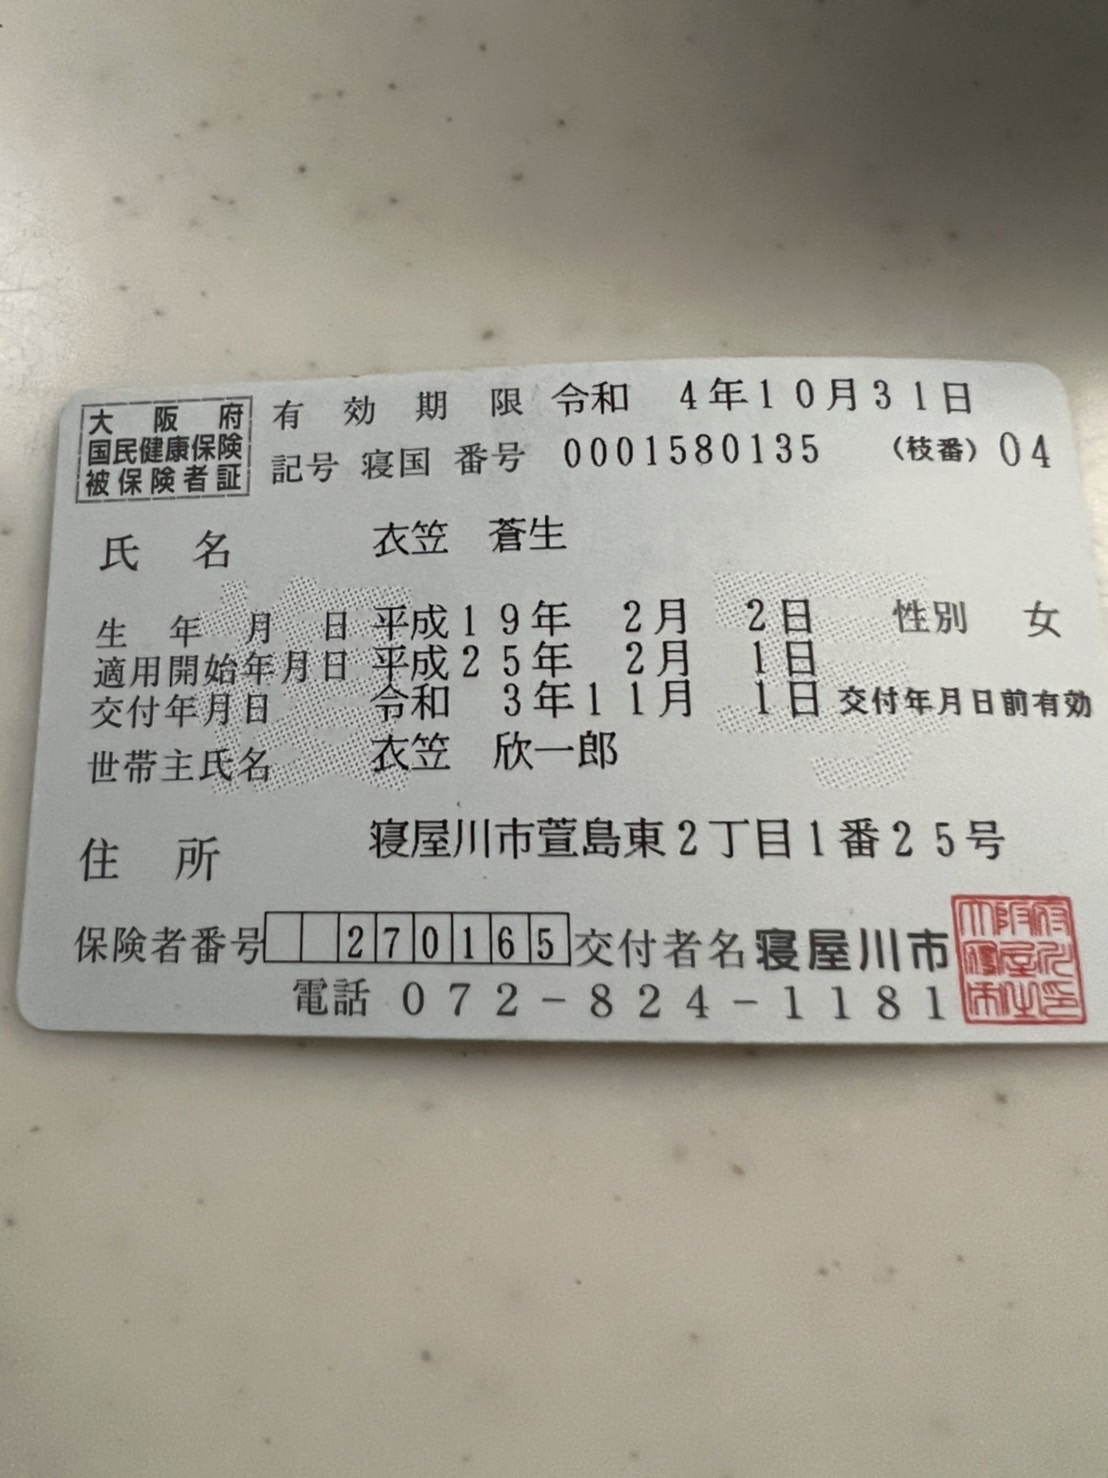 大阪府
国民健康保険
被保険者証
有効期限 令和 4年10月31日
記号 寝国 番号 0001580135 (枝番) 04
氏名 衣笠 蒼生
生年月日 平成19年 2月 2日 性別 女
適用開始年月日 平成25年 2月 1日
交付年月日 令和 3年11月 1日 交付年月日前有効
世帯主氏名 衣笠 欣一郎
住所 寝屋川市萱島東2丁目1番25号
保険者番号 270165 交付者名 寝屋川市
電話 072-824-1181